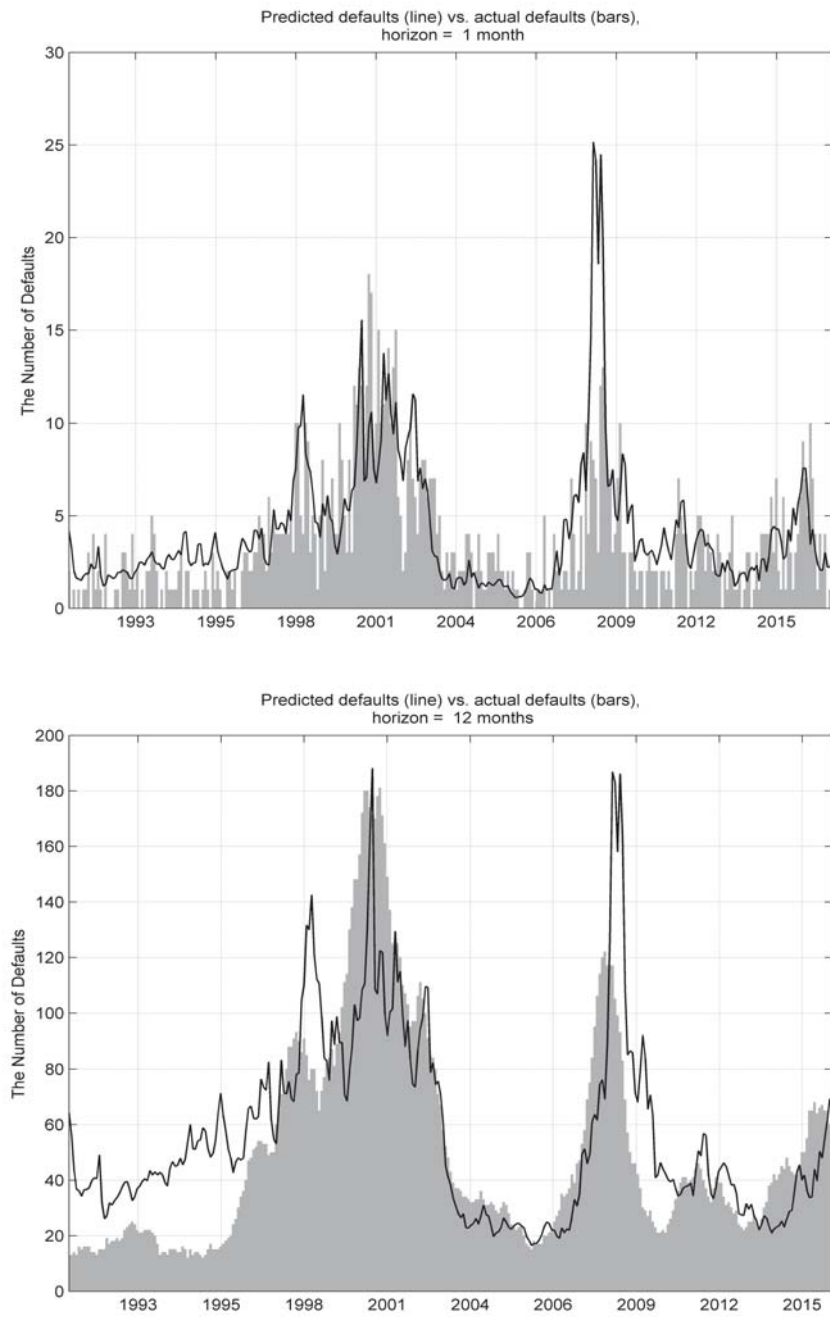 Predicted defaults (line) vs. actual defaults (bars),
horizon =  1 month
30
25
20
15
10
5
0
The Number of Defaults
1993 1995 1998 2001 2004 2006 2009 2012 2015
Predicted defaults (line) vs. actual defaults (bars),
horizon =  12 months
200
180
160
140
120
100
80
60
40
20
0
The Number of Defaults
1993 1995 1998 2001 2004 2006 2009 2012 2015